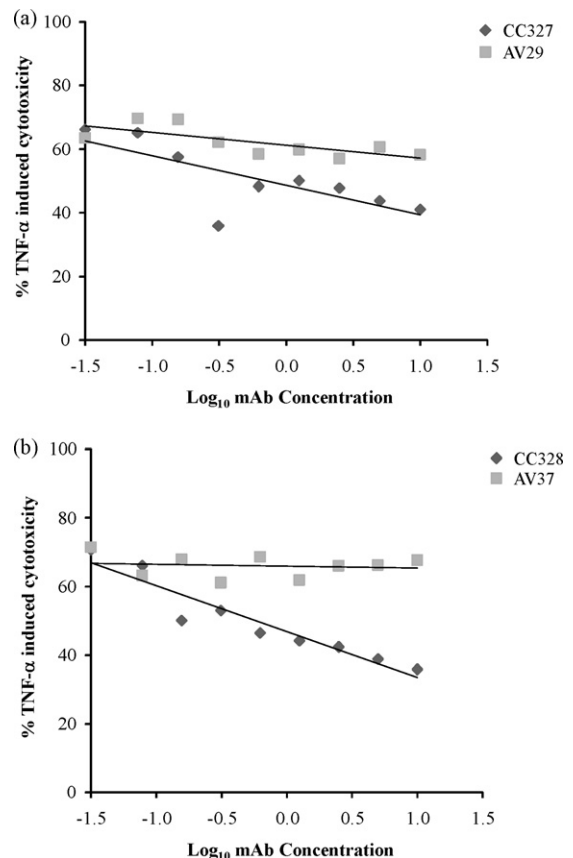 (a)
CC327
AV29
% TNF-α induced cytotoxicity
100
80
60
40
20
0
-1.5 -1.0 -0.5 0.0 0.5 1.0 1.5
Log10 mAb Concentration
(b)
CC328
AV37
% TNF-α induced cytotoxicity
100
80
60
40
20
0
-1.5 -1.0 -0.5 0.0 0.5 1.0 1.5
Log10 mAb Concentration